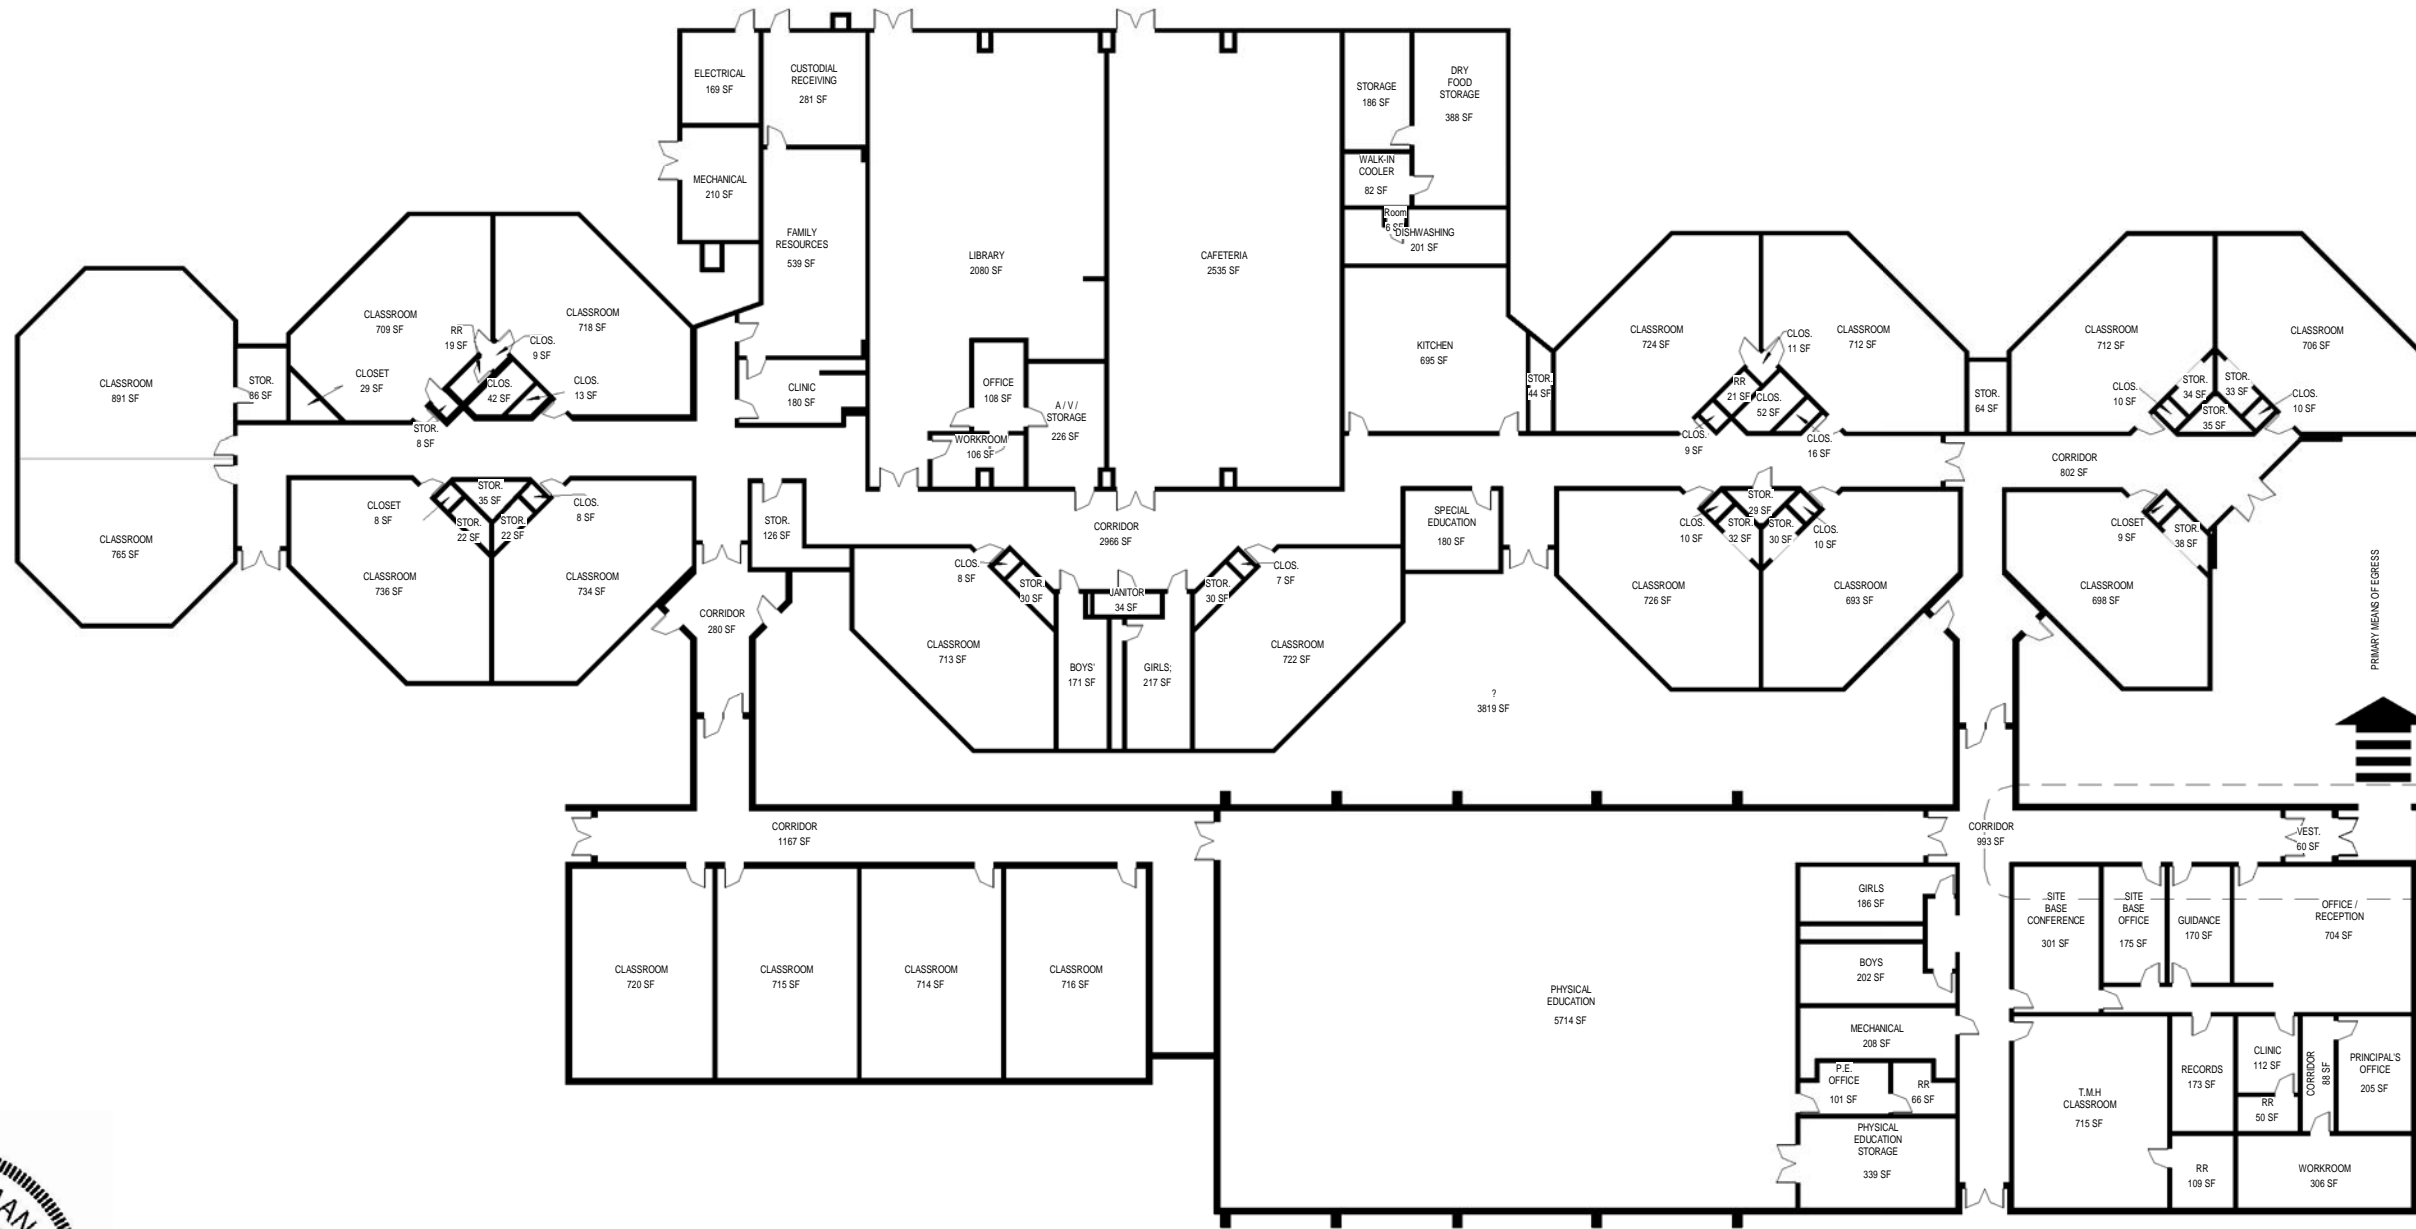 ELECTRICAL
169 SF
CUSTODIAL
RECEIVING
281 SF
STORAGE
186 SF
DRY
FOOD
STORAGE
388 SF
MECHANICAL
210 SF
WALK-IN
COOLER
82 SF
Room
6 SF
DISHWASHING
201 SF
FAMILY
RESOURCES
539 SF
LIBRARY
2080 SF
CAFETERIA
2535 SF
KITCHEN
695 SF
STOR.
44 SF
CLASSROOM
891 SF
STOR.
86 SF
CLASSROOM
709 SF
CLOSET
29 SF
RR
19 SF
CLASSROOM
718 SF
CLOS.
9 SF
CLOS.
42 SF
CLOS.
13 SF
STOR.
8 SF
CLINIC
180 SF
OFFICE
108 SF
A / V /
STORAGE
226 SF
WORKROOM
106 SF
CLASSROOM
724 SF
CLOS.
11 SF
CLASSROOM
712 SF
RR
21 SF
CLOS.
52 SF
CLOS.
9 SF
CLOS.
16 SF
STOR.
64 SF
CLASSROOM
712 SF
CLASSROOM
706 SF
CLOS.
10 SF
STOR.
34 SF
STOR.
33 SF
CLOS.
10 SF
STOR.
35 SF
CORRIDOR
802 SF
CLASSROOM
765 SF
CLOSET
8 SF
STOR.
35 SF
STOR.
22 SF
STOR.
22 SF
CLOS.
8 SF
CLASSROOM
736 SF
CLASSROOM
734 SF
STOR.
126 SF
CORRIDOR
2966 SF
SPECIAL
EDUCATION
180 SF
CLOS.
8 SF
STOR.
30 SF
JANITOR
34 SF
STOR.
30 SF
CLOS.
7 SF
CLASSROOM
713 SF
BOYS'
171 SF
GIRLS;
217 SF
CLASSROOM
722 SF
CORRIDOR
280 SF
CLOS.
10 SF
STOR.
29 SF
STOR.
32 SF
STOR.
30 SF
CLOS.
10 SF
CLASSROOM
726 SF
CLASSROOM
693 SF
CLOSET
9 SF
STOR.
38 SF
CLASSROOM
698 SF
PRIMARY MEANS OF EGRESS
?
3819 SF
CORRIDOR
1167 SF
CORRIDOR
993 SF
VEST.
60 SF
CLASSROOM
720 SF
CLASSROOM
715 SF
CLASSROOM
714 SF
CLASSROOM
716 SF
PHYSICAL
EDUCATION
5714 SF
GIRLS
186 SF
BOYS
202 SF
MECHANICAL
208 SF
P.E.
OFFICE
101 SF
RR
66 SF
PHYSICAL
EDUCATION
STORAGE
339 SF
SITE
BASE
CONFERENCE
301 SF
SITE
BASE
OFFICE
175 SF
GUIDANCE
170 SF
OFFICE /
RECEPTION
704 SF
T.M.H
CLASSROOM
715 SF
RECORDS
173 SF
CLINIC
112 SF
RR
50 SF
CORRIDOR
88 SF
PRINCIPAL'S
OFFICE
205 SF
RR
109 SF
WORKROOM
306 SF